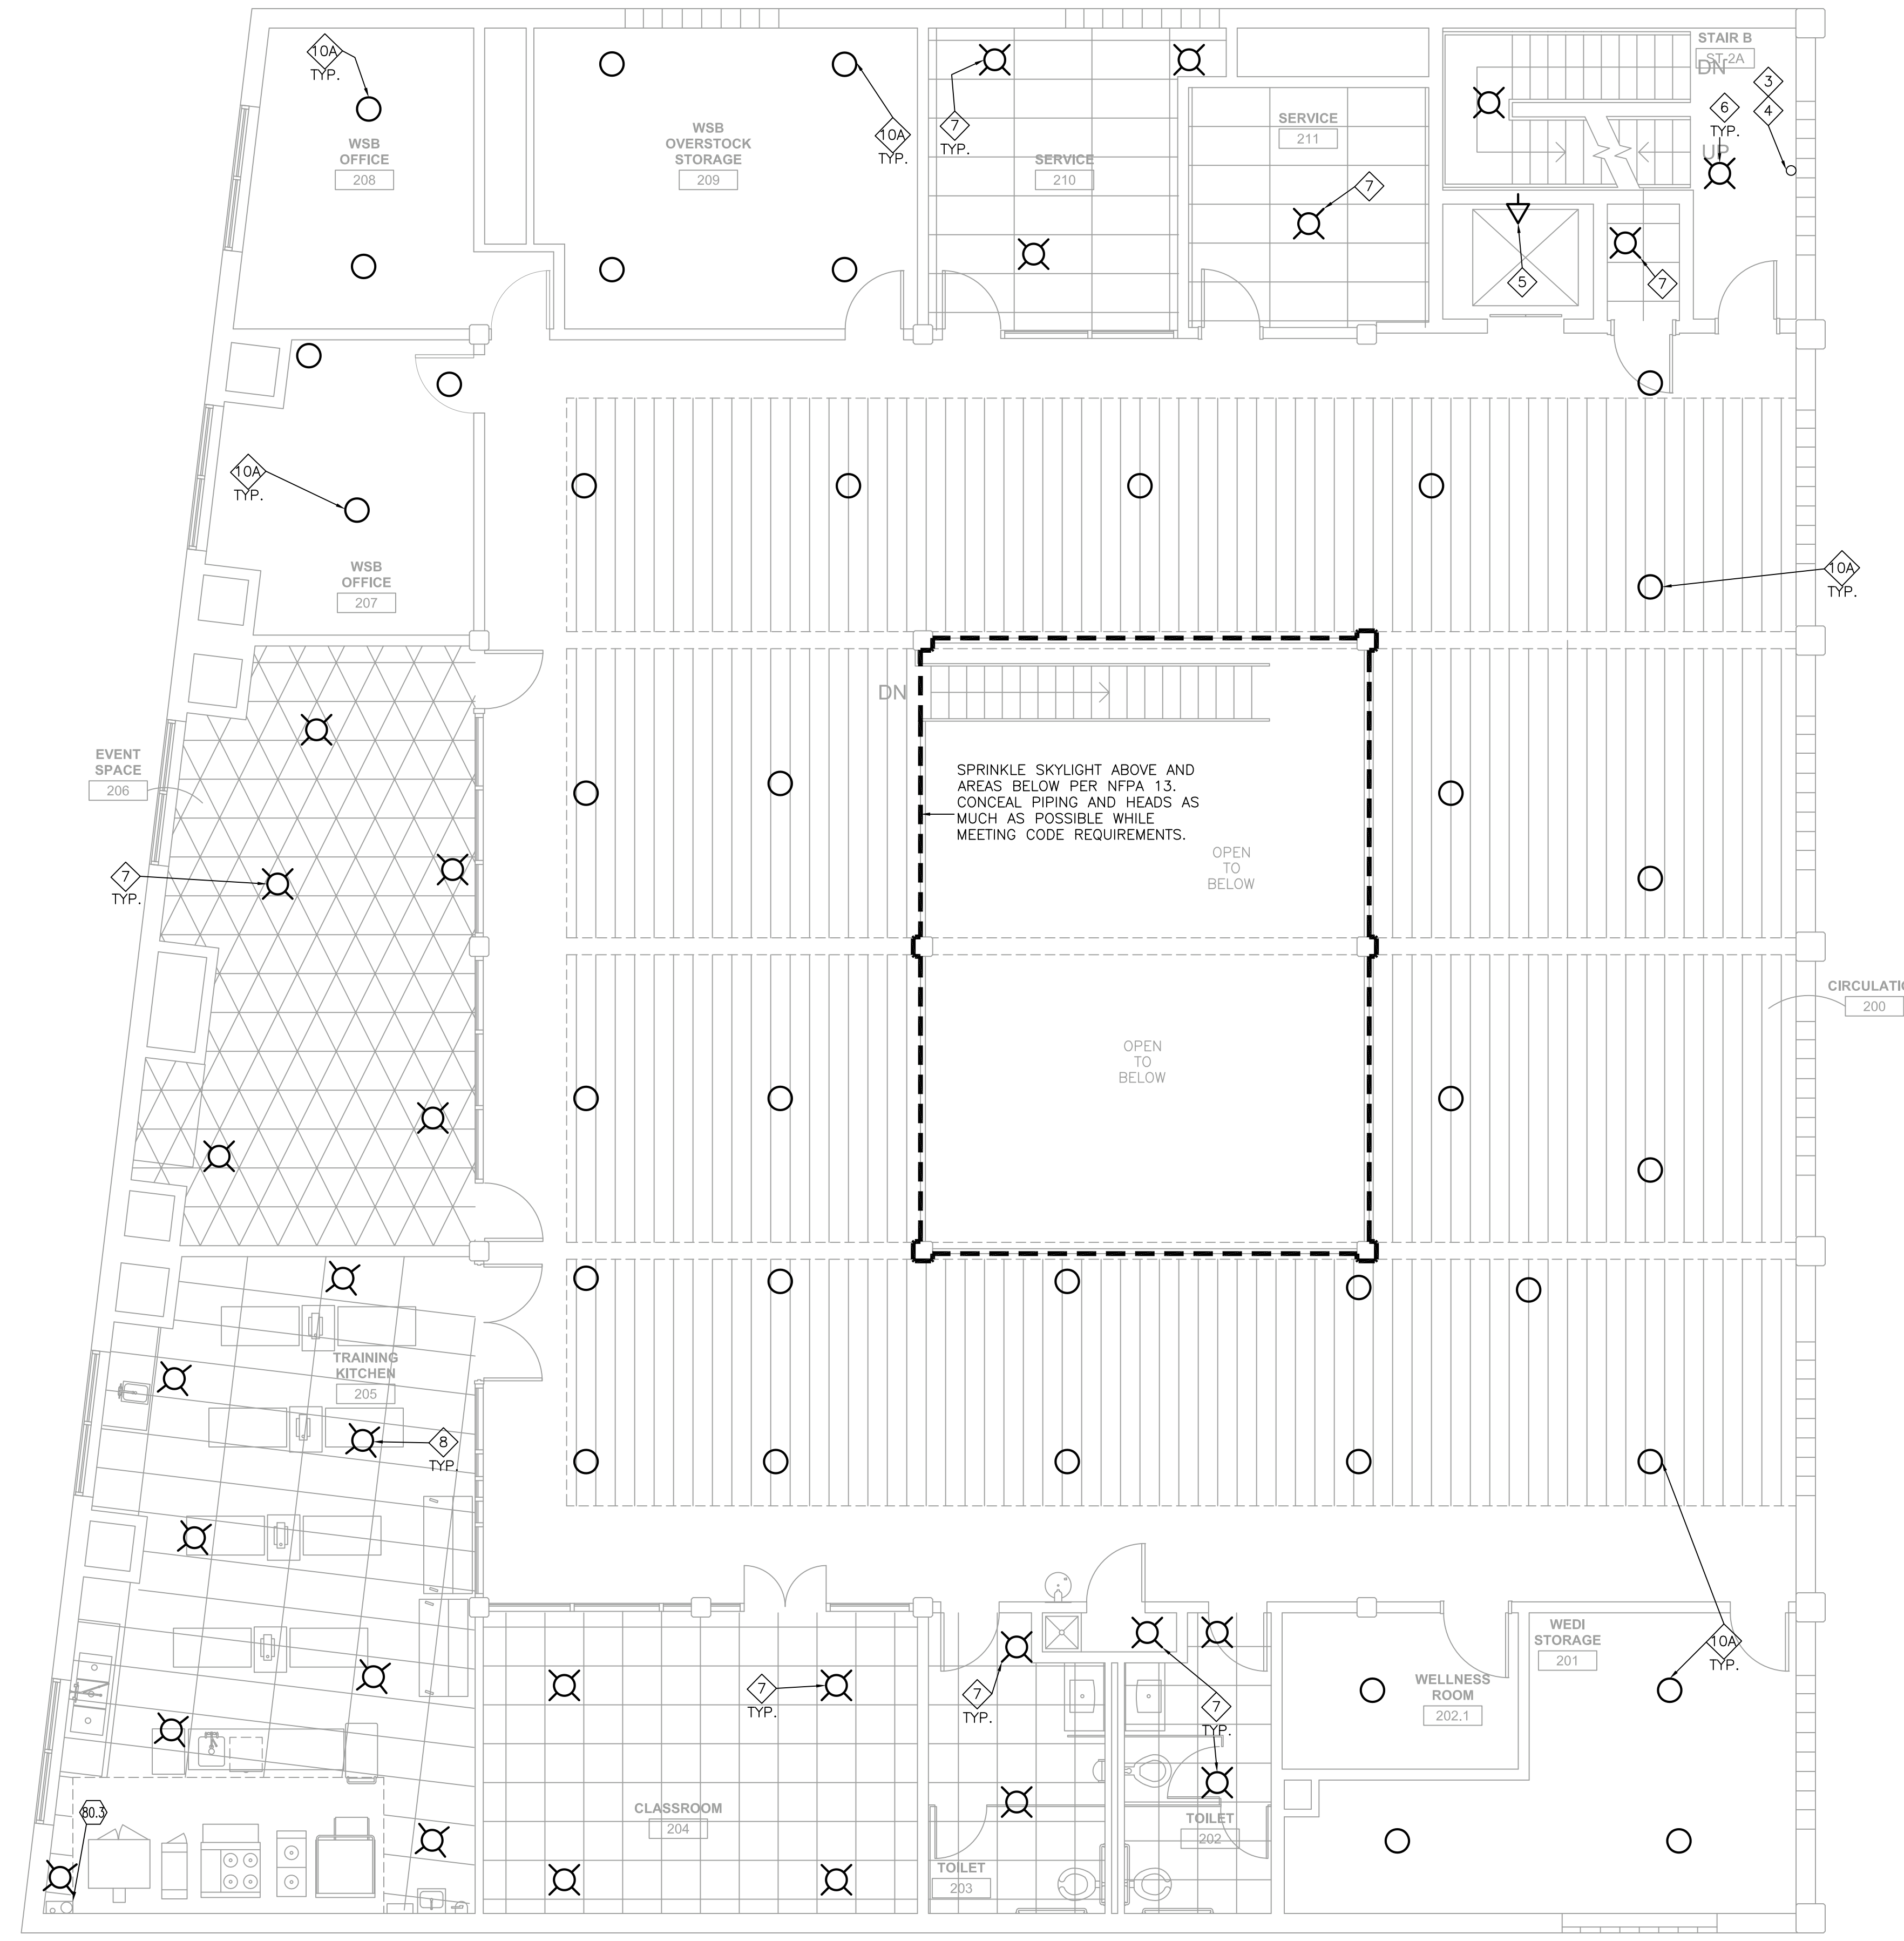 10A
TYP.
WSB
OFFICE
208
WSB
OVERSTOCK
STORAGE
209
10A
TYP.
7
TYP.
SERVICE
210
SERVICE
211
7
STAIR B
ST-2A
DN
3
4
6
TYP.
UP
5
7
10A
TYP.
WSB
OFFICE
207
10A
TYP.
DN
EVENT
SPACE
206
SPRINKLE SKYLIGHT ABOVE AND
AREAS BELOW PER NFPA 13.
CONCEAL PIPING AND HEADS AS
MUCH AS POSSIBLE WHILE
MEETING CODE REQUIREMENTS.
OPEN
TO
BELOW
7
TYP.
CIRCULATI
200
OPEN
TO
BELOW
TRAINING
KITCHEN
205
8
TYP.
WEDI
STORAGE
201
10A
TYP.
WELLNESS
ROOM
202.1
7
TYP.
7
TYP.
7
TYP.
80.3
CLASSROOM
204
TOILET
202
TOILET
203